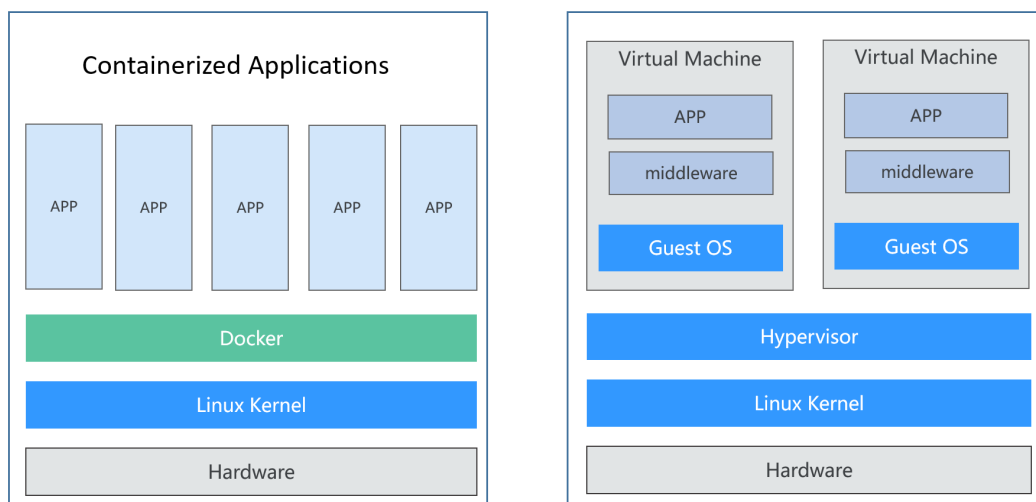 Containerized Applications
APP
APP
APP
APP
APP
Docker
Linux Kernel
Hardware
Virtual Machine
APP
middleware
Guest OS
Virtual Machine
APP
middleware
Guest OS
Hypervisor
Linux Kernel
Hardware